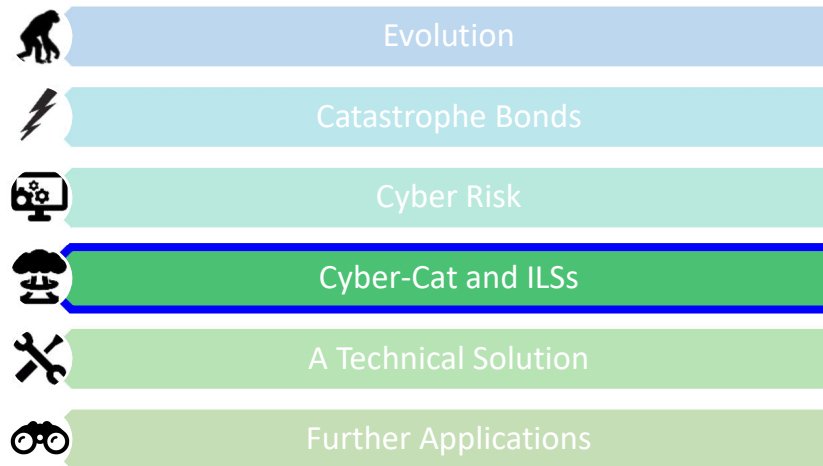 Evolution
Catastrophe Bonds
Cyber Risk
Cyber-Cat and ILSs
A Technical Solution
Further Applications